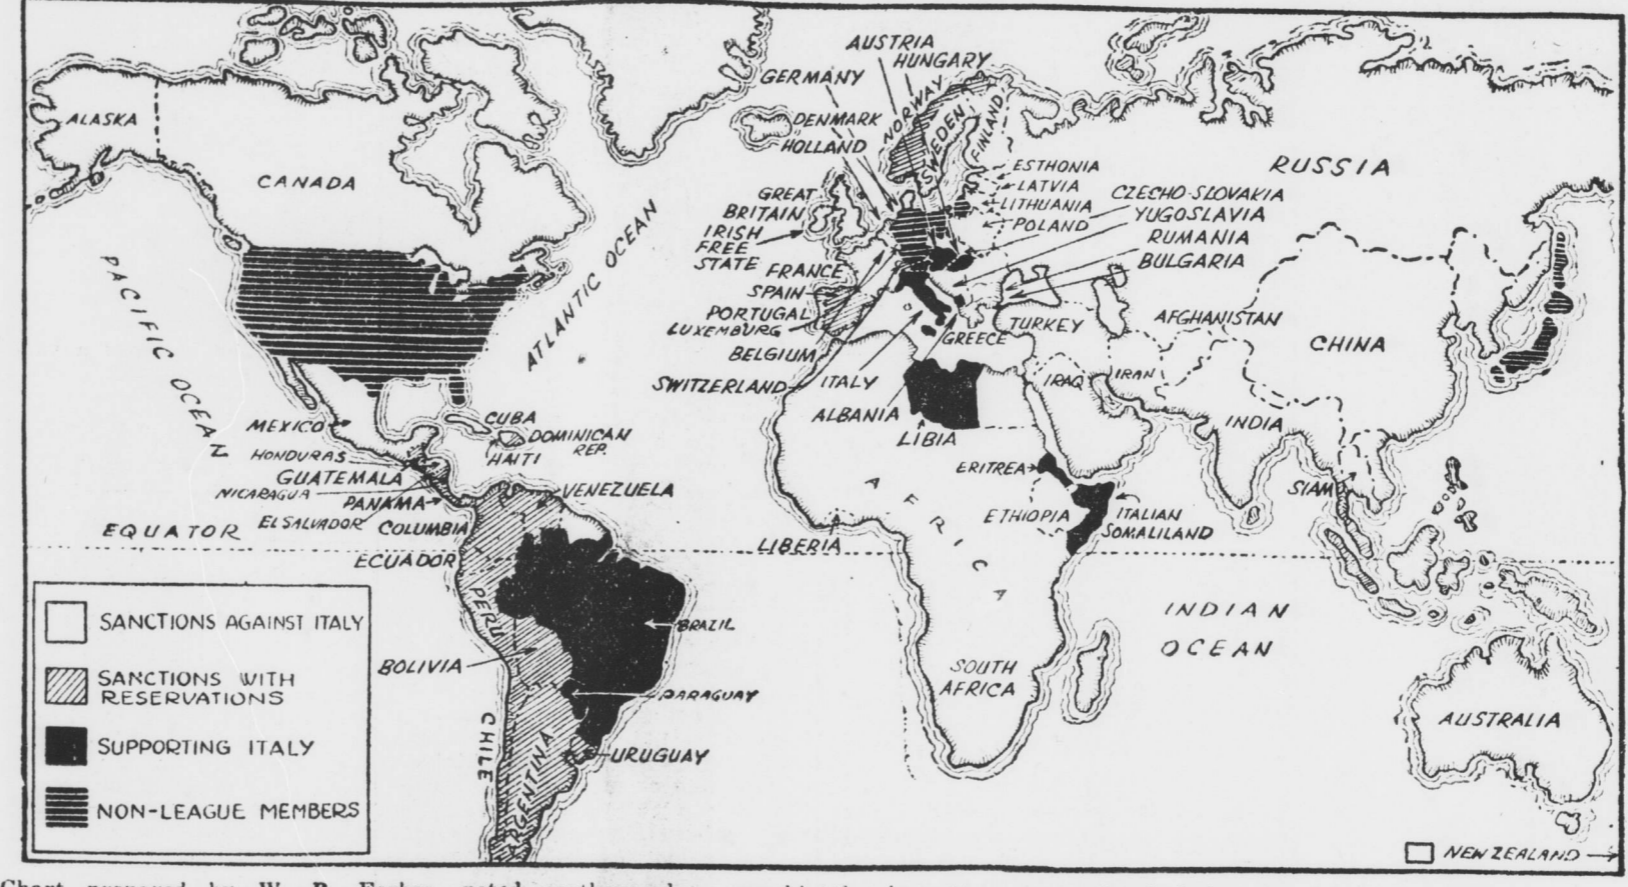 AUSTRIA
HUNGARY
GERMANY
NORWAY
SWEDEN
FINLAND
DENMARK
HOLLAND
ALASKA
CANADA
RUSSIA
ESTHONIA
LATVIA
LITHUANIA
POLAND
CZECHO-SLOVAKIA
YUGOSLAVIA
RUMANIA
BULGARIA
GREAT
BRITAIN
IRISH
FREE
STATE
FRANCE
SPAIN
PORTUGAL
LUXEMBURG
BELGIUM
SWITZERLAND
ITALY
ALBANIA
LIBIA
GREECE
TURKEY
AFGHANISTAN
CHINA
IRAQ
IRAN
INDIA
SIAM
PACIFIC OCEAN
ATLANTIC OCEAN
MEXICO
CUBA
DOMINICAN
REP.
HAITI
HONDURAS
GUATEMALA
NICARAGUA
PANAMA
EL SALVADOR
COLUMBIA
VENEZUELA
ERITREA
ETHIOPIA
ITALIAN
SOMALILAND
AFRICA
LIBERIA
EQUATOR
ECUADOR
PERU
BRAZIL
BOLIVIA
PARAGUAY
CHILE
ARGENTINA
URUGUAY
SOUTH
AFRICA
INDIAN
OCEAN
AUSTRALIA
NEW ZEALAND
SANCTIONS AGAINST ITALY
SANCTIONS WITH
RESERVATIONS
SUPPORTING ITALY
NON-LEAGUE MEMBERS
Chart prepared by W. P.